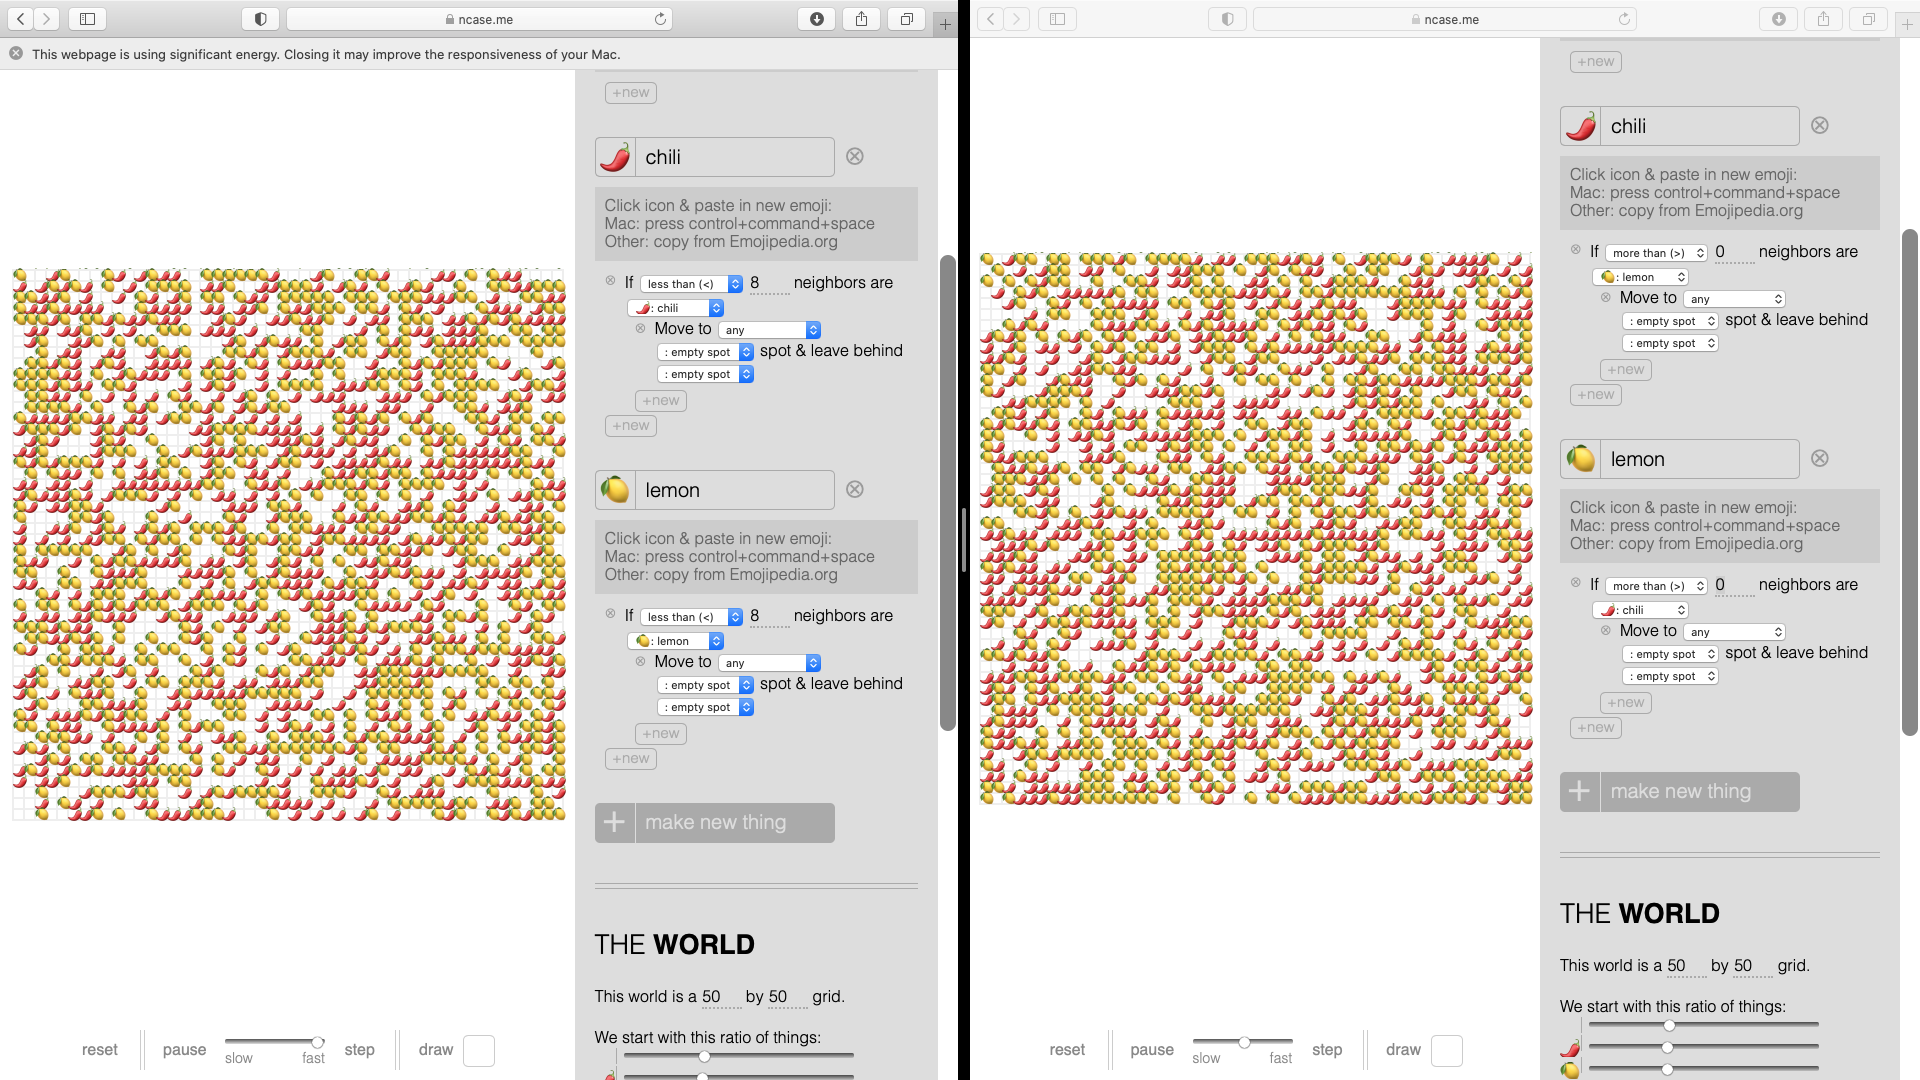 ncase.me
This webpage is using significant energy. Closing it may improve the responsiveness of your Mac.
+new
chili
Click icon & paste in new emoji:
Mac: press control+command+space
Other: copy from Emojipedia.org
If less than (<) 8 neighbors are
: chili
Move to any
: empty spot spot & leave behind
: empty spot
+new
+new
lemon
Click icon & paste in new emoji:
Mac: press control+command+space
Other: copy from Emojipedia.org
If less than (<) 8 neighbors are
: lemon
Move to any
: empty spot spot & leave behind
: empty spot
+new
+new
+ make new thing
THE WORLD
This world is a 50 by 50 grid.
We start with this ratio of things:
reset pause slow fast step draw
ncase.me
+new
chili
Click icon & paste in new emoji:
Mac: press control+command+space
Other: copy from Emojipedia.org
If more than (>) 0 neighbors are
: lemon
Move to any
: empty spot spot & leave behind
: empty spot
+new
+new
lemon
Click icon & paste in new emoji:
Mac: press control+command+space
Other: copy from Emojipedia.org
If more than (>) 0 neighbors are
: chili
Move to any
: empty spot spot & leave behind
: empty spot
+new
+new
+ make new thing
THE WORLD
This world is a 50 by 50 grid.
We start with this ratio of things:
reset pause slow fast step draw